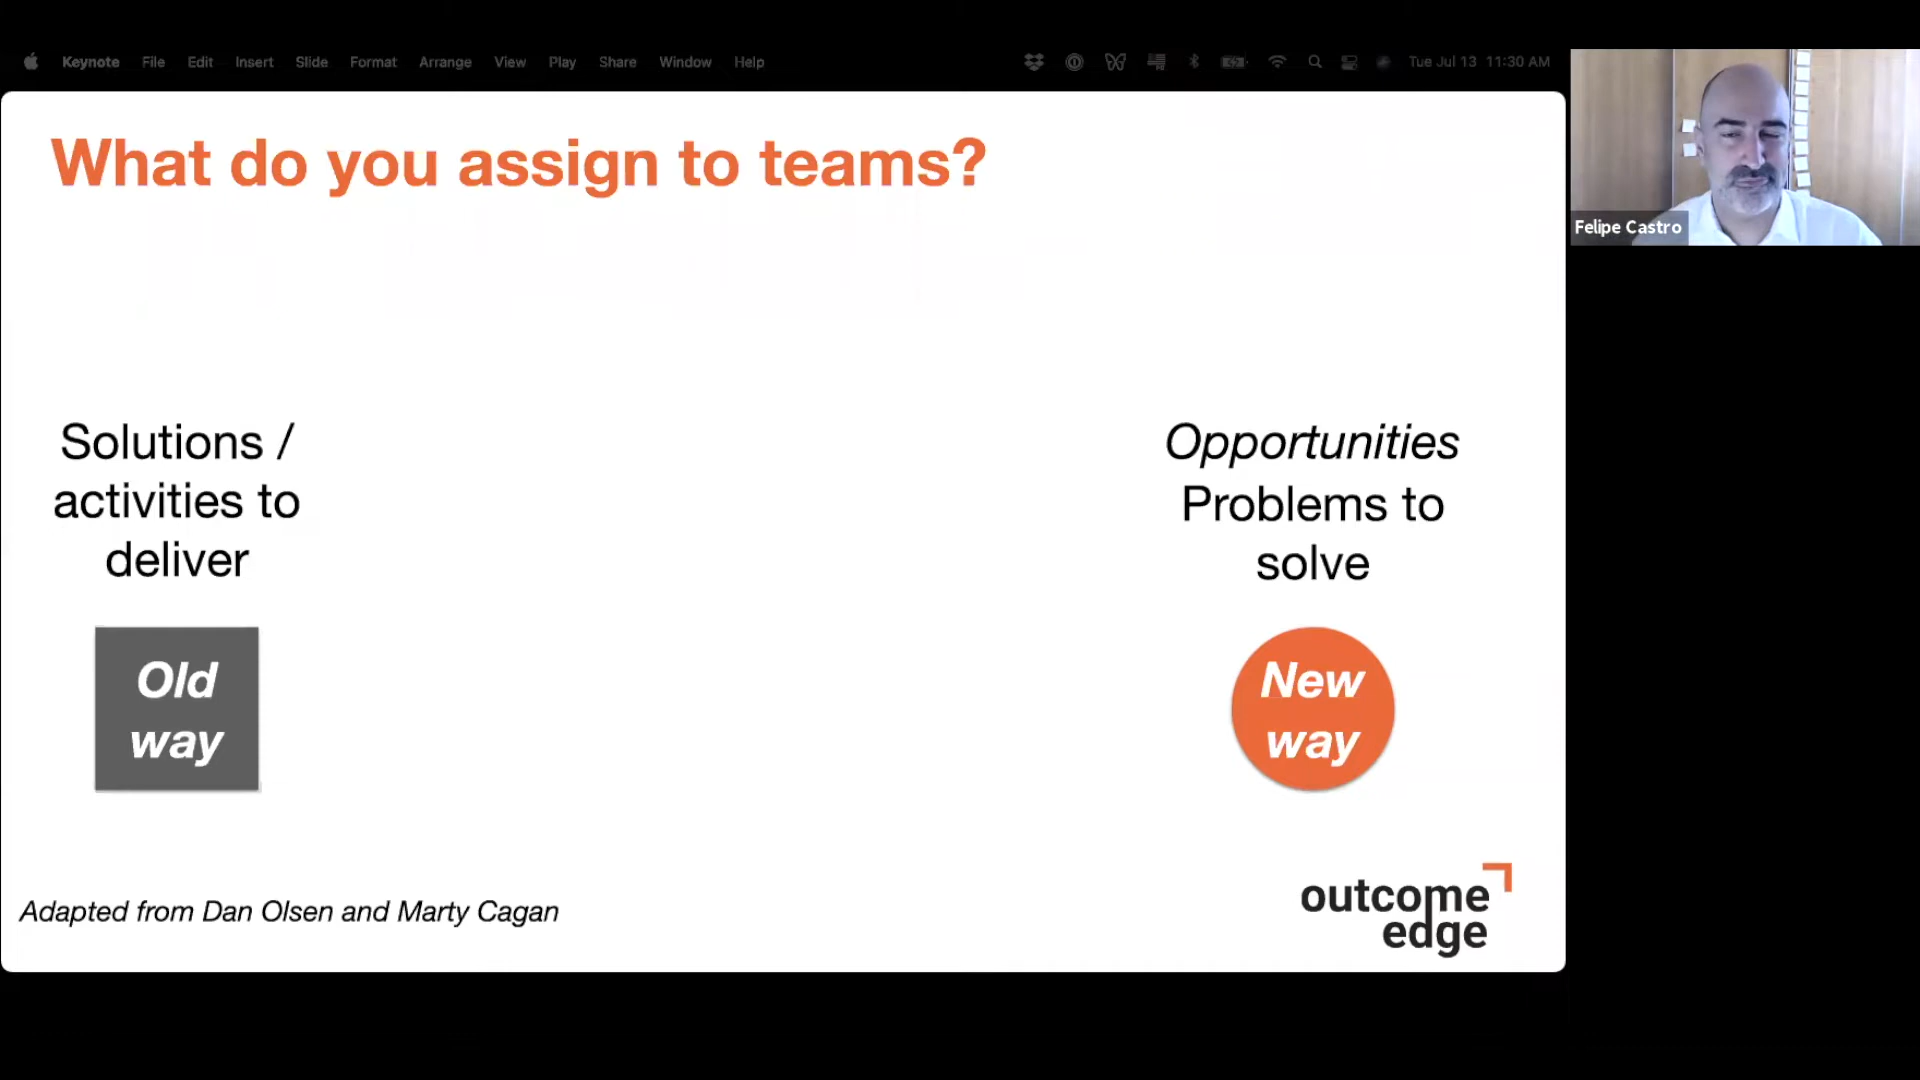 Keynote File Edit Insert Slide Format Arrange View Play Share Window Help Tue Jul 13 11:30 AM
What do you assign to teams?
Felipe Castro
Solutions /
activities to
deliver
Opportunities
Problems to
solve
Old
way
New
way
Adapted from Dan Olsen and Marty Cagan
outcome
edge